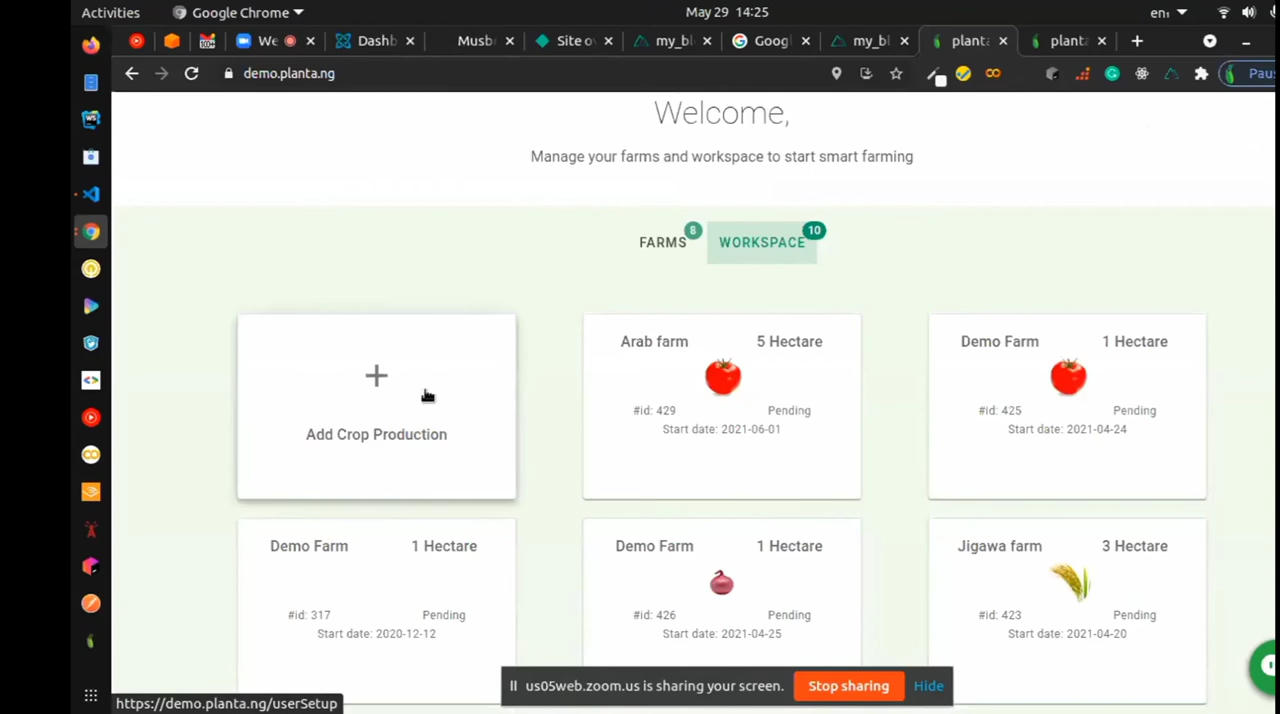 Activities
Google Chrome
May 29 14:25
en₁
We
Dashb
Musb
Site o
my_bl
Googl
my_bl
planta
planta
demo.planta.ng
Pau
Welcome,
Manage your farms and workspace to start smart farming
FARMS 8
WORKSPACE 10
Add Crop Production
Arab farm 5 Hectare
#id: 429 Pending
Start date: 2021-06-01
Demo Farm 1 Hectare
#id: 425 Pending
Start date: 2021-04-24
Demo Farm 1 Hectare
#id: 317 Pending
Start date: 2020-12-12
Demo Farm 1 Hectare
#id: 426 Pending
Start date: 2021-04-25
Jigawa farm 3 Hectare
#id: 423 Pending
Start date: 2021-04-20
us05web.zoom.us is sharing your screen. Stop sharing Hide
https://demo.planta.ng/userSetup